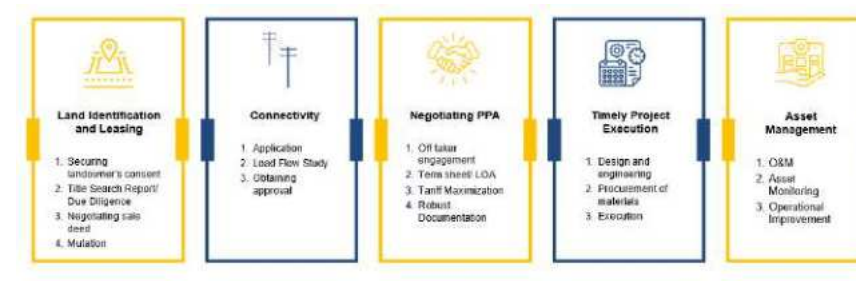 Land Identification
and Leasing
1. Securing
landowner's consent
2. Title Search Report/
Due Diligence
3. Negotiating sale
deed
4. Mutation
Connectivity
1. Application
2. Load Flow Study
3. Obtaining
approval
Negotiating PPA
1. Off taker
engagement
2. Term sheet/ LOA
3. Tariff Maximization
4. Robust
Documentation
Timely Project
Execution
1. Design and
engineering
2. Procurement of
materials
3. Execution
Asset
Management
1. O&M
2. Asset
Monitoring
3. Operational
Improvement